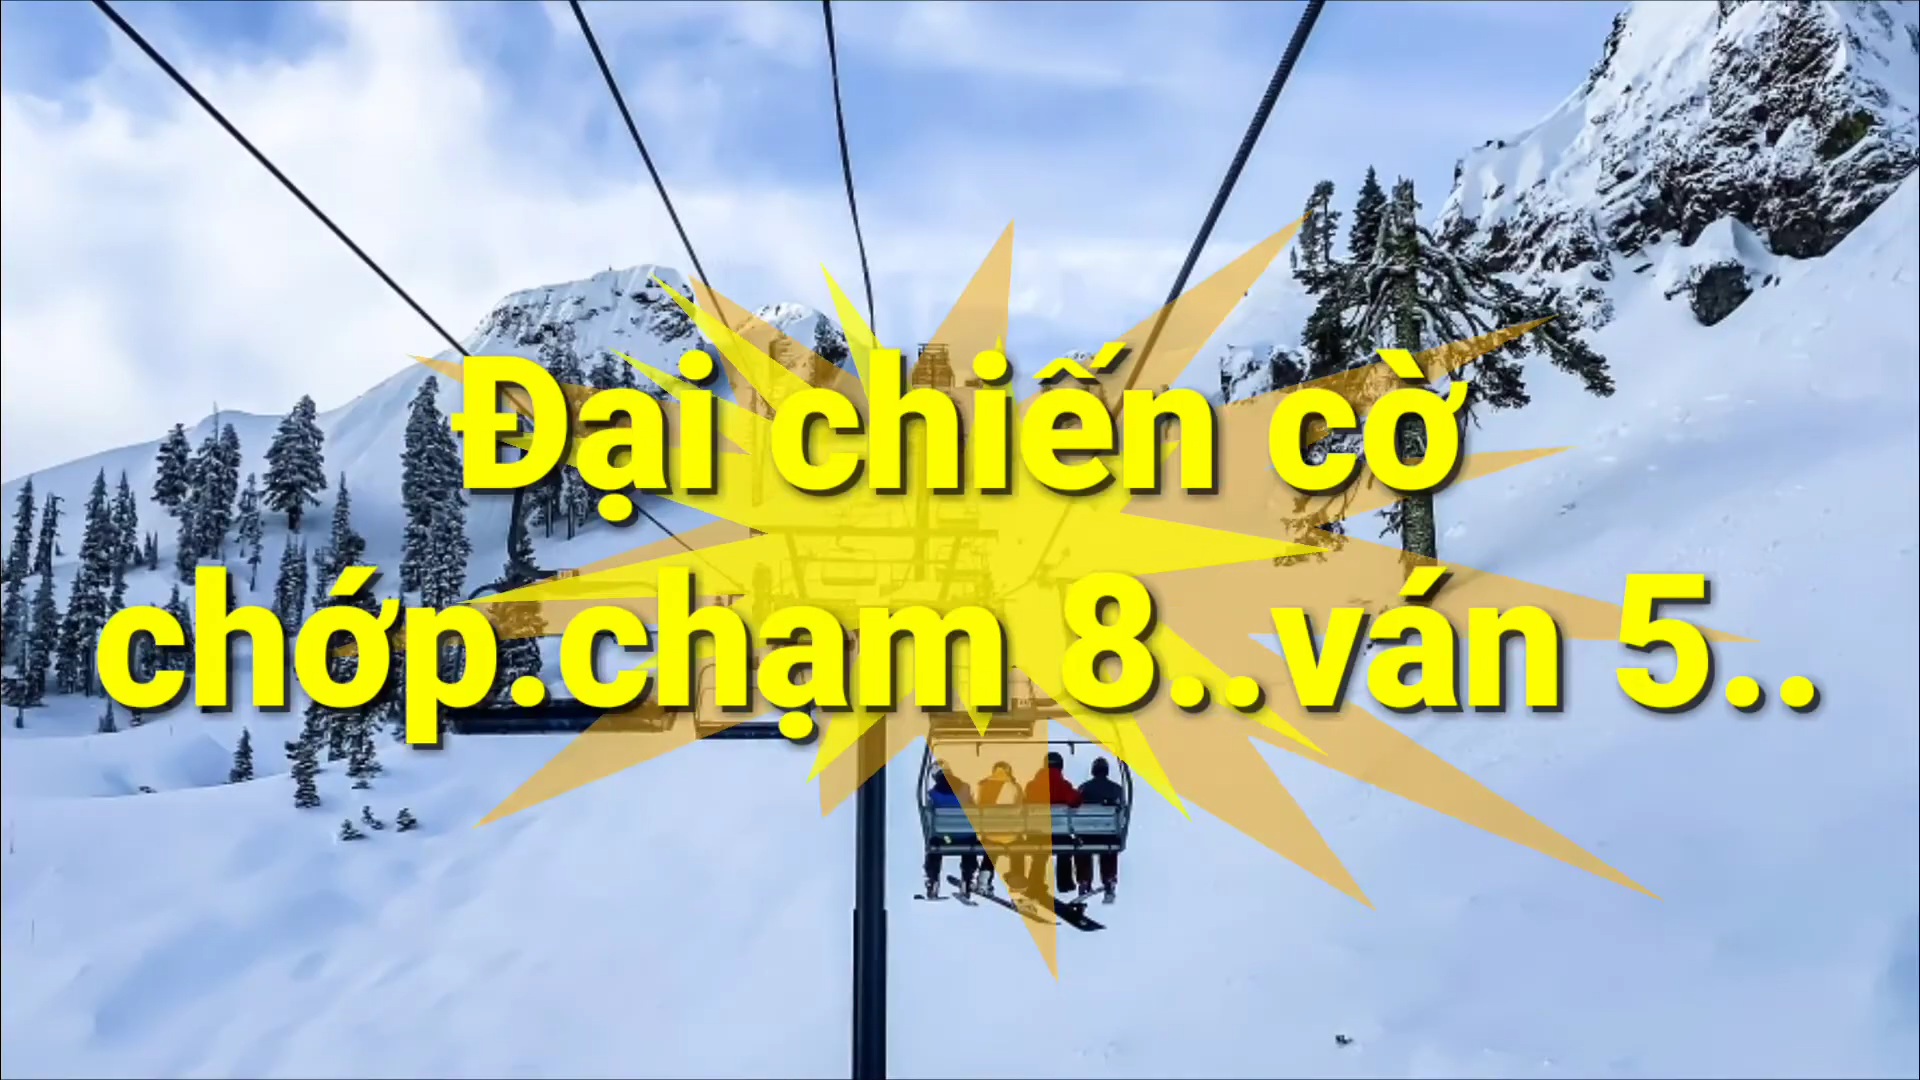 Đại chiến cờ
chớp.chạm 8..ván 5..